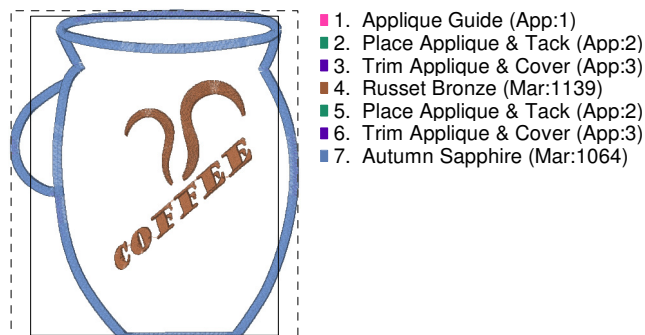 1. Applique Guide (App:1)
2. Place Applique & Tack (App:2)
3. Trim Applique & Cover (App:3)
4. Russet Bronze (Mar:1139)
5. Place Applique & Tack (App:2)
6. Trim Applique & Cover (App:3)
7. Autumn Sapphire (Mar:1064)
COFFEE